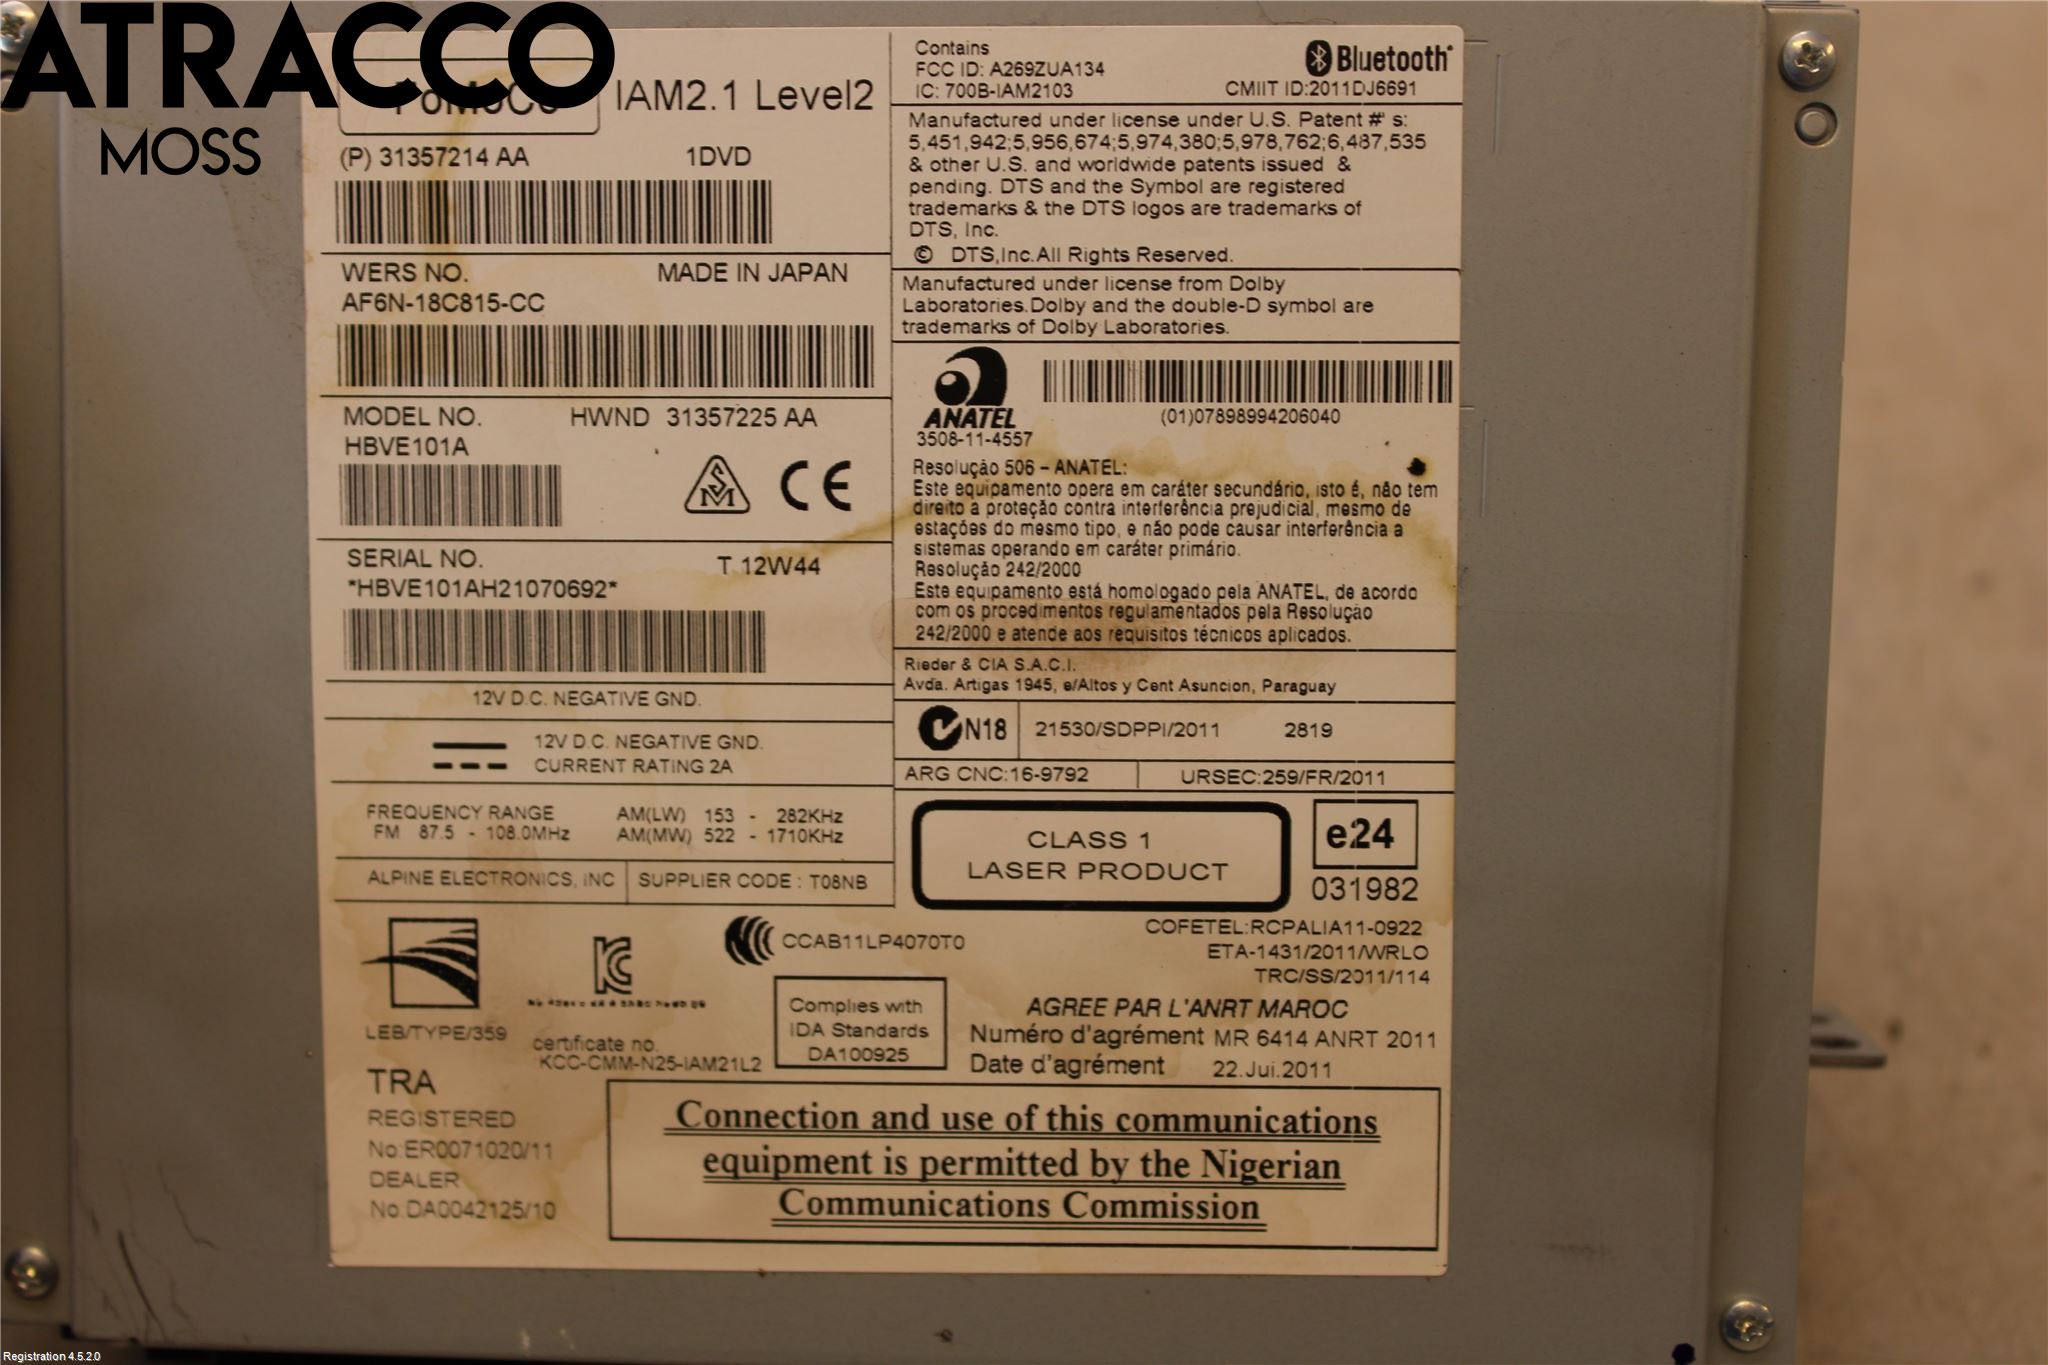 ATRACCO
MOSS
FoMoCo
IAM2.1 Level2
(P) 31357214 AA 1DVD
WERS NO. MADE IN JAPAN
AF6N-18C815-CC
MODEL NO. HWND 31357225 AA
HBVE101A
SM CE
SERIAL NO. T 12W44
*HBVE101AH21070692*
12V D.C. NEGATIVE GND.
12V D.C. NEGATIVE GND.
CURRENT RATING 2A
FREQUENCY RANGE AM(LW) 153 - 282KHz
FM 87.5 - 108.0MHz AM(MW) 522 - 1710KHz
ALPINE ELECTRONICS, INC SUPPLIER CODE : T08NB
Contains
FCC ID: A269ZUA134 Bluetooth
IC: 700B-IAM2103 CMIIT ID:2011DJ6691
Manufactured under license under U.S. Patent #' s:
5,451,942;5,956,674;5,974,380;5,978,762;6,487,535
& other U.S. and worldwide patents issued &
pending. DTS and the Symbol are registered
trademarks & the DTS logos are trademarks of
DTS, Inc.
© DTS,Inc.All Rights Reserved.
Manufactured under license from Dolby
Laboratories.Dolby and the double-D symbol are
trademarks of Dolby Laboratories.
ANATEL
(01)07898994206040
3508-11-4557
Resolução 506 – ANATEL:
Este equipamento opera em caráter secundário, isto é, não tem
direito a proteção contra interferência prejudicial, mesmo de
estações do mesmo tipo, e não pode causar interferência a
sistemas operando em caráter primário.
Resolução 242/2000
Este equipamento está homologado pela ANATEL, de acordo
com os procedimentos regulamentados pela Resolução
242/2000 e atende aos requisitos técnicos aplicados.
Rieder & CIA S.A.C.I.
Avda. Artigas 1945, e/Altos y Cent Asuncion, Paraguay
N18 21530/SDPPI/2011 2819
ARG CNC:16-9792 URSEC:259/FR/2011
CLASS 1
LASER PRODUCT
e24
031982
CCAB11LP4070T0
COFETEL:RCPALIA11-0922
ETA-1431/2011/WRLO
TRC/SS/2011/114
LEB/TYPE/359
certificate no.
KCC-CMM-N25-IAM21L2
Complies with
IDA Standards
DA100925
AGREE PAR L'ANRT MAROC
Numéro d'agrément MR 6414 ANRT 2011
Date d'agrément 22.Jui.2011
TRA
REGISTERED
No:ER0071020/11
DEALER
No:DA0042125/10
Connection and use of this communications
equipment is permitted by the Nigerian
Communications Commission
Registration 4.5.2.0